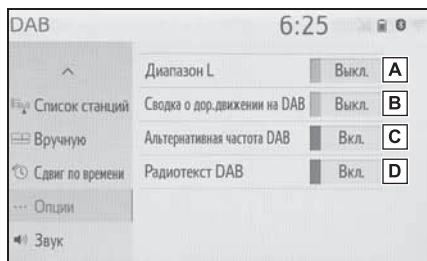 DAB 6:25
Диапазон L Выкл. A
Список станций Сводка о дор.движении на DAB Выкл. B
Вручную Альтернативная частота DAB Вкл. C
Сдвиг по времени Радиотекст DAB Вкл. D
Опции
Звук